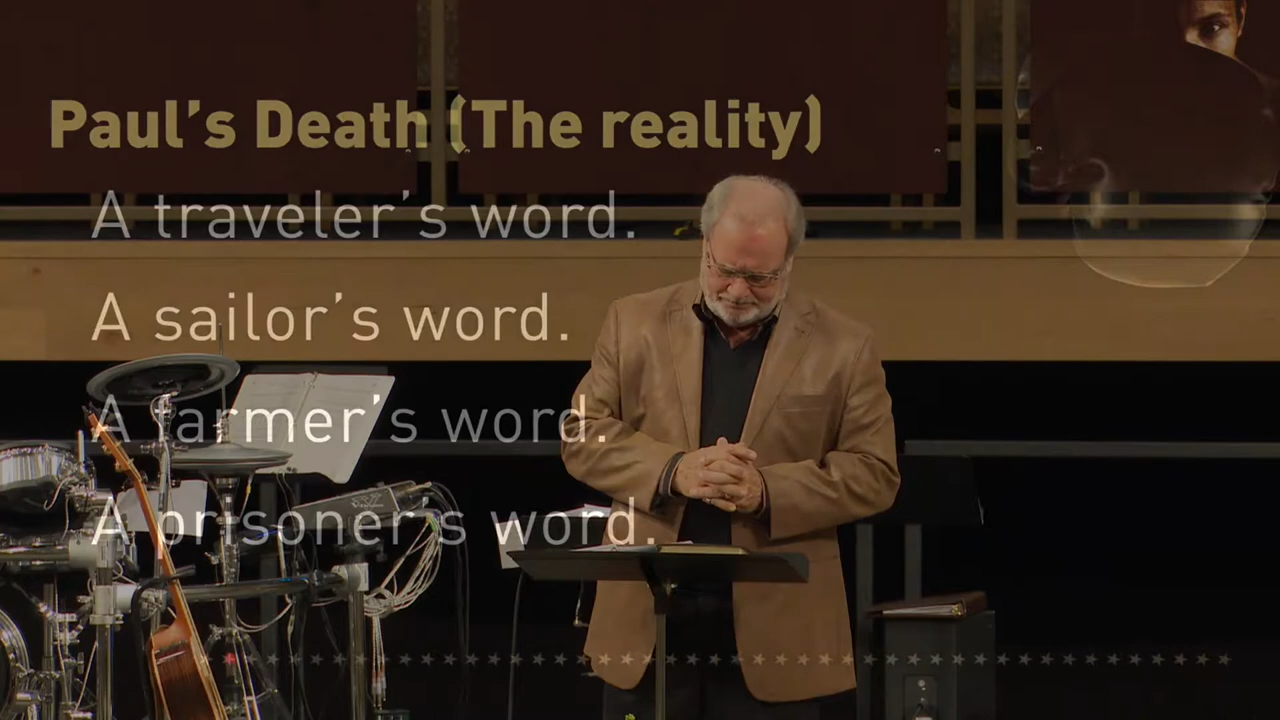 Paul’s Death (The reality)
A traveler’s word.
A sailor’s word.
A farmer’s word.
A prisoner’s word.